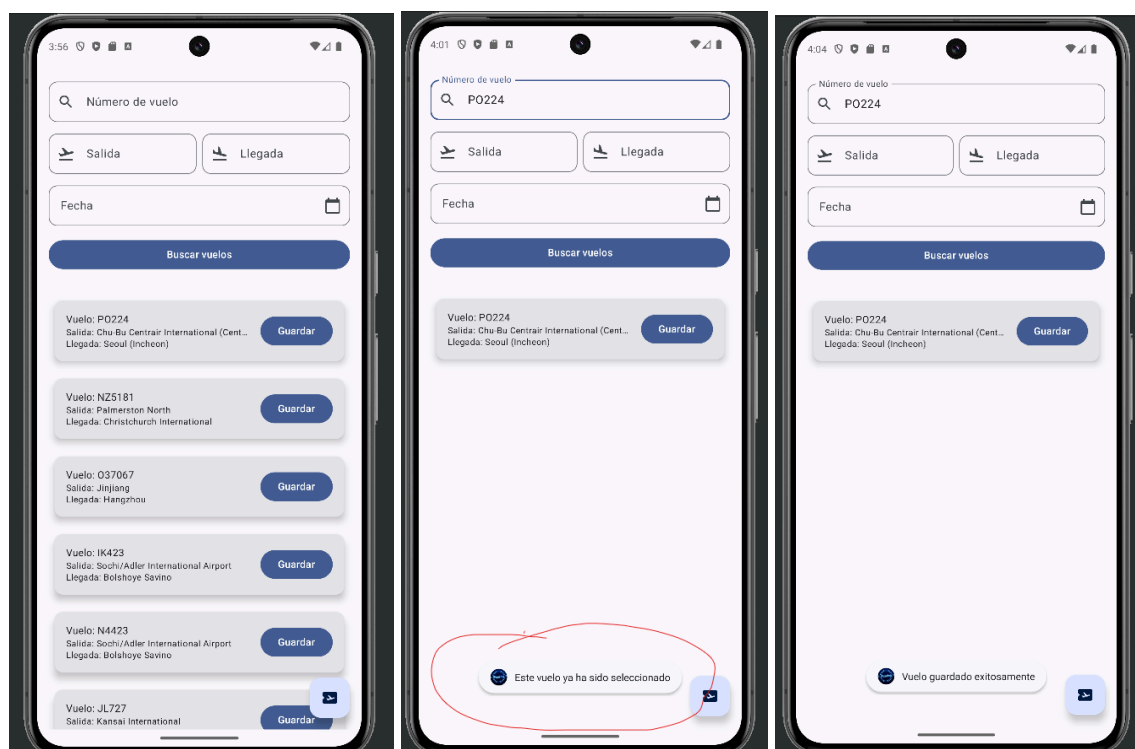 3:56
Número de vuelo
Salida
Llegada
Fecha
Buscar vuelos
Vuelo: PO224
Salida: Chu-Bu Centrair International (Cent...
Llegada: Seoul (Incheon)
Guardar
Vuelo: NZ5181
Salida: Palmerston North
Llegada: Christchurch International
Guardar
Vuelo: O37067
Salida: Jinjiang
Llegada: Hangzhou
Guardar
Vuelo: IK423
Salida: Sochi/Adler International Airport
Llegada: Bolshoye Savino
Guardar
Vuelo: N4423
Salida: Sochi/Adler International Airport
Llegada: Bolshoye Savino
Guardar
Vuelo: JL727
Salida: Kansai International
Guardar
4:01
Número de vuelo
PO224
Salida
Llegada
Fecha
Buscar vuelos
Vuelo: PO224
Salida: Chu-Bu Centrair International (Cent...
Llegada: Seoul (Incheon)
Guardar
Este vuelo ya ha sido seleccionado
4:04
Número de vuelo
PO224
Salida
Llegada
Fecha
Buscar vuelos
Vuelo: PO224
Salida: Chu-Bu Centrair International (Cent...
Llegada: Seoul (Incheon)
Guardar
Vuelo guardado exitosamente